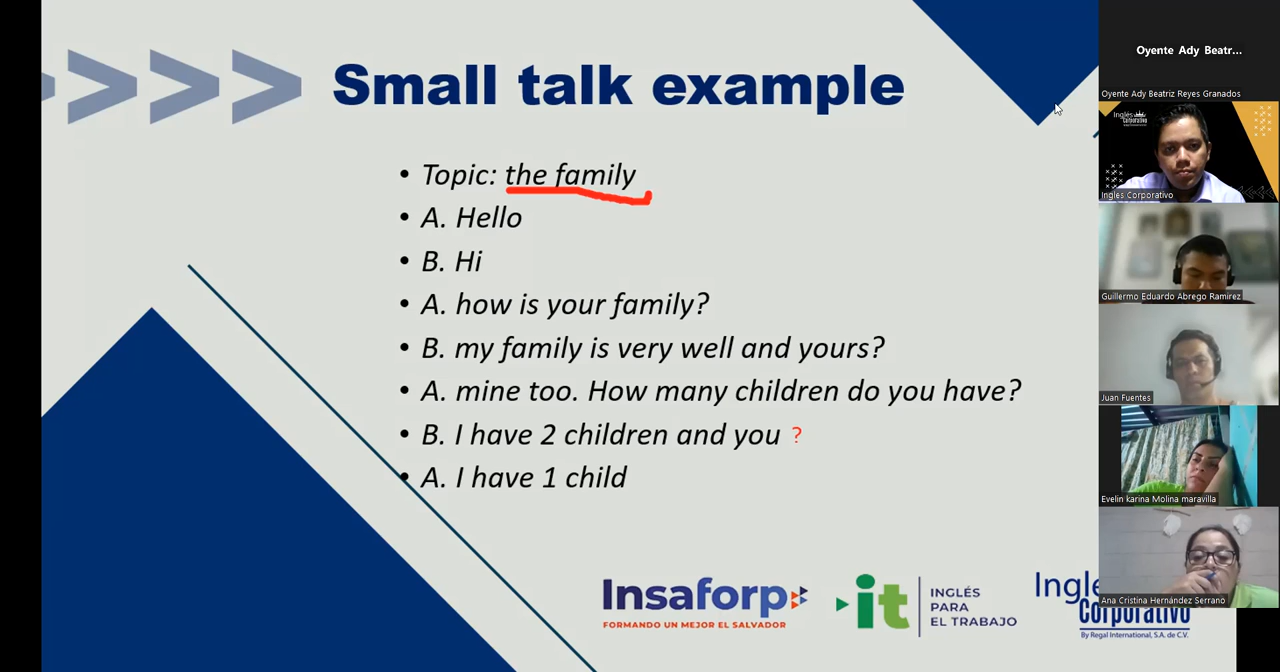 Small talk example
• Topic: the family
• A. Hello
• B. Hi
• A. how is your family?
• B. my family is very well and yours?
• A. mine too. How many children do you have?
• B. I have 2 children and you ?
• A. I have 1 child
Insaforp
FORMANDO UN MEJOR EL SALVADOR
it
INGLÉS
PARA
EL TRABAJO
Ingle
Corporativo
By Regal International, S.A. de C.V.
Oyente Ady Beatr...
Oyente Ady Beatriz Reyes Granados
Inglés
Corporativo
Ingles Corporativo
Guillermo Eduardo Abrego Ramirez
Juan Fuentes
Evelin karina Molina maravilla
Ana Cristina Hernández Serrano